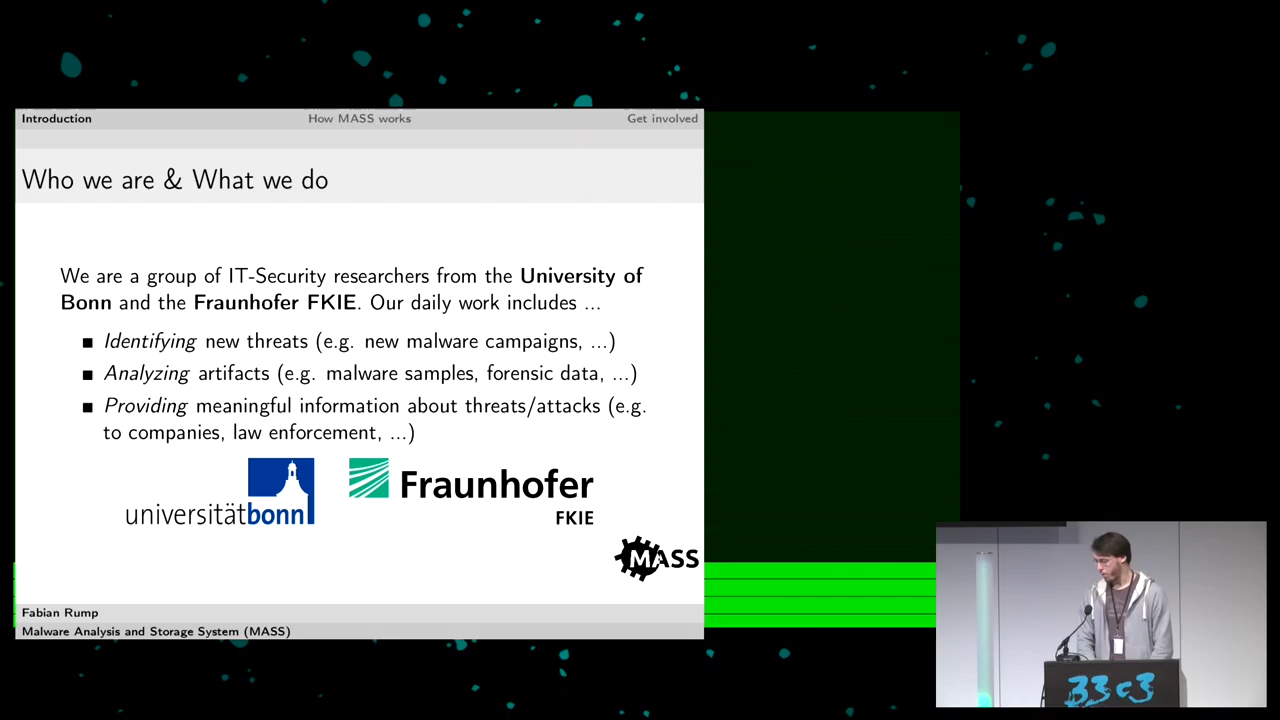 Introduction
How MASS works
Get involved
Who we are & What we do
We are a group of IT-Security researchers from the University of
Bonn and the Fraunhofer FKIE. Our daily work includes ...
Identifying new threats (e.g. new malware campaigns, ...)
Analyzing artifacts (e.g. malware samples, forensic data, ...)
Providing meaningful information about threats/attacks (e.g.
to companies, law enforcement, ...)
universitätbonn
Fraunhofer
FKIE
MASS
Fabian Rump
Malware Analysis and Storage System (MASS)
33c3